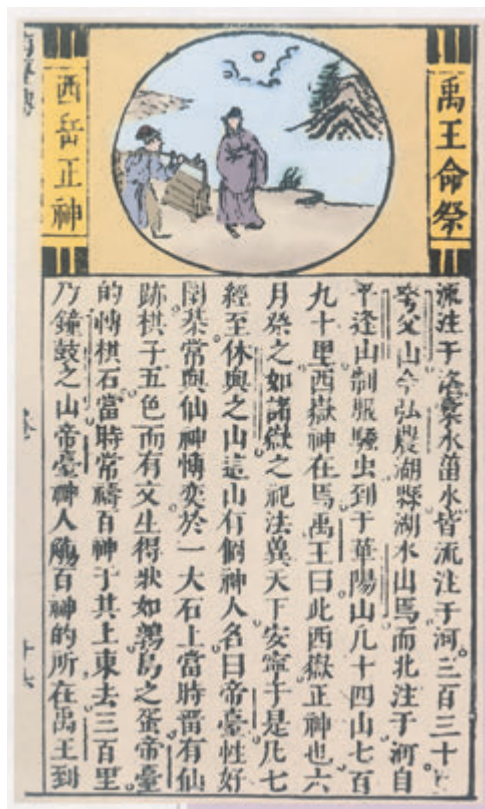 禹王命祭
西岳正神
流注于洛橐水菑水皆流注于河三百三十里
夸父山今弘農湖縣湖水出焉而北注于河自
平逢山制服驕虫到于華陽山凡十四山七百
九十里西嶽神在焉禹王曰此西嶽正神也六
月祭之如諸嶽之祀法冀天下安寧于是凡七
經至休與之山這山有個神人名曰帝臺性好
圍棊常與仙神慱奕於一大石上當時畱有仙
跡棋子五色而有文生得狀如鶉鳥之蛋帝臺
的慱棋石當時常禱百神于其上東去三百里
乃鐘鼓之山帝臺神人觴百神的所在禹王到